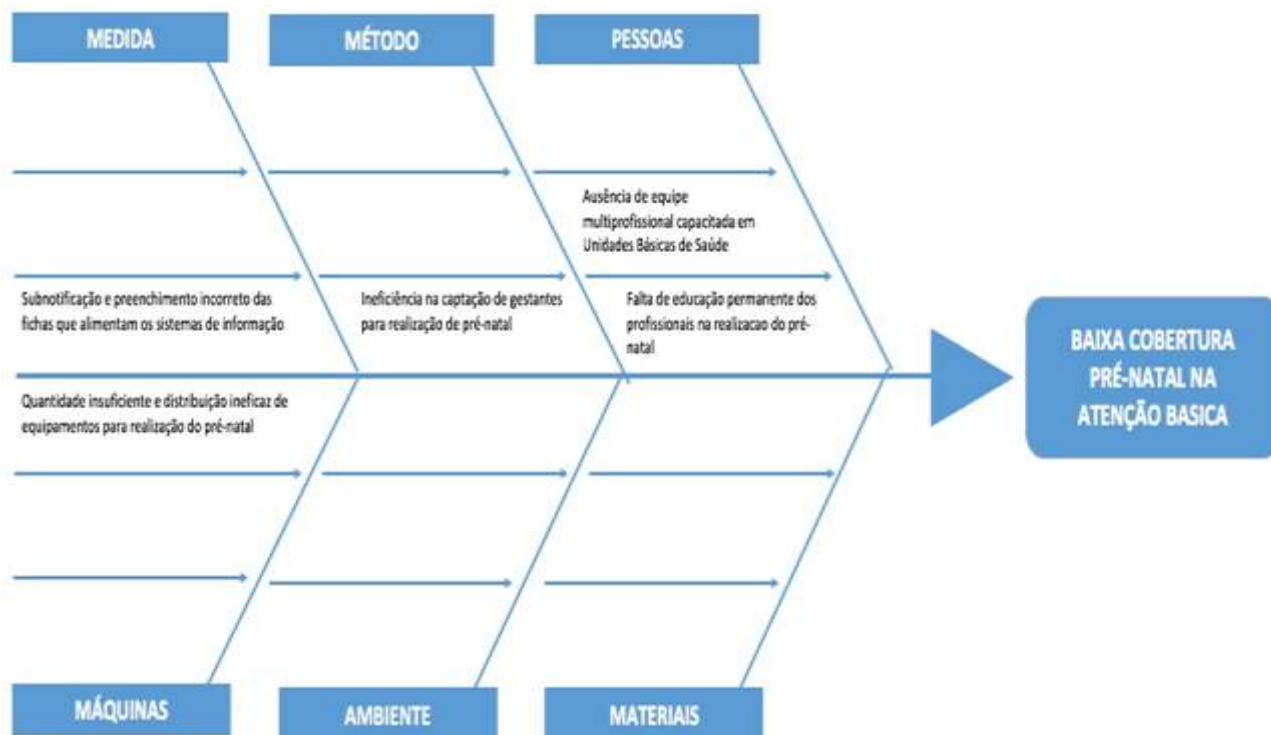 MEDIDA
MÉTODO
PESSOAS
Ausência de equipe
multiprofissional capacitada em
Unidades Básicas de Saúde
Subnotificação e preenchimento incorreto das
fichas que alimentam os sistemas de informação
Ineficiência na captação de gestantes
para realização de pré-natal
Falta de educação permanente dos
profissionais na realizacao do pré-
natal
BAIXA COBERTURA
PRÉ-NATAL NA
ATENÇÃO BASICA
Quantidade insuficiente e distribuição ineficaz de
equipamentos para realização do pré-natal
MÁQUINAS
AMBIENTE
MATERIAIS